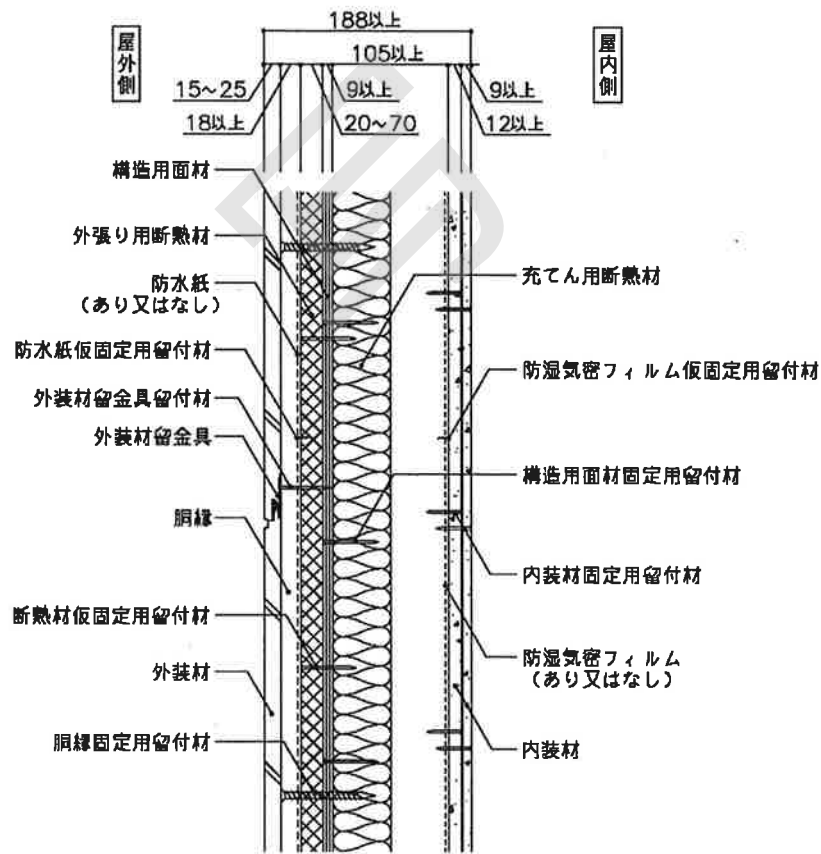 188以上
105以上
屋外側
屋内側
15～25
9以上
9以上
18以上
20～70
12以上
構造用面材
外張り用断熱材
防水紙
（あり又はなし）
防水紙仮固定用留付材
外装材留金具留付材
外装材留金具
胴縁
断熱材仮固定用留付材
外装材
胴縁固定用留付材
充てん用断熱材
防湿気密フィルム仮固定用留付材
構造用面材固定用留付材
内装材固定用留付材
防湿気密フィルム
（あり又はなし）
内装材